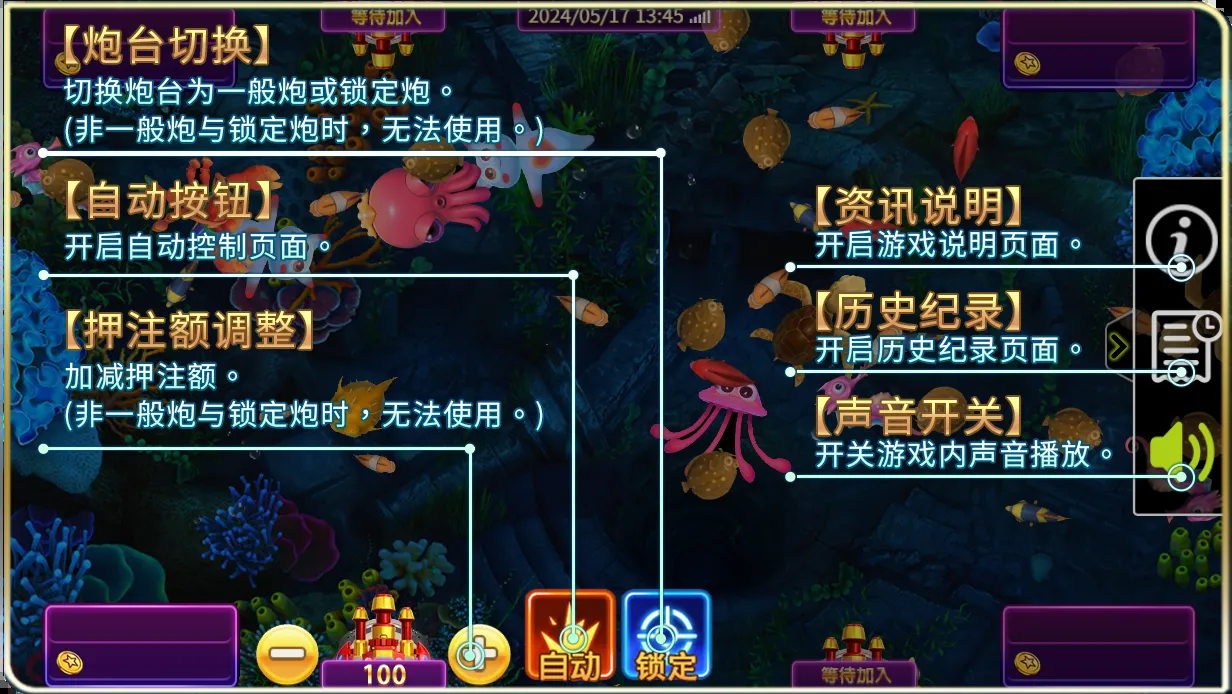 等待加入
2024/05/17 13:45
等待加入
【炮台切换】
切换炮台为一般炮或锁定炮。
(非一般炮与锁定炮时，无法使用。)
【自动按钮】
开启自动控制页面。
【押注额调整】
加减押注额。
(非一般炮与锁定炮时，无法使用。)
【资讯说明】
开启游戏说明页面。
【历史纪录】
开启历史纪录页面。
【声音开关】
开关游戏内声音播放。
100
自动
锁定
等待加入